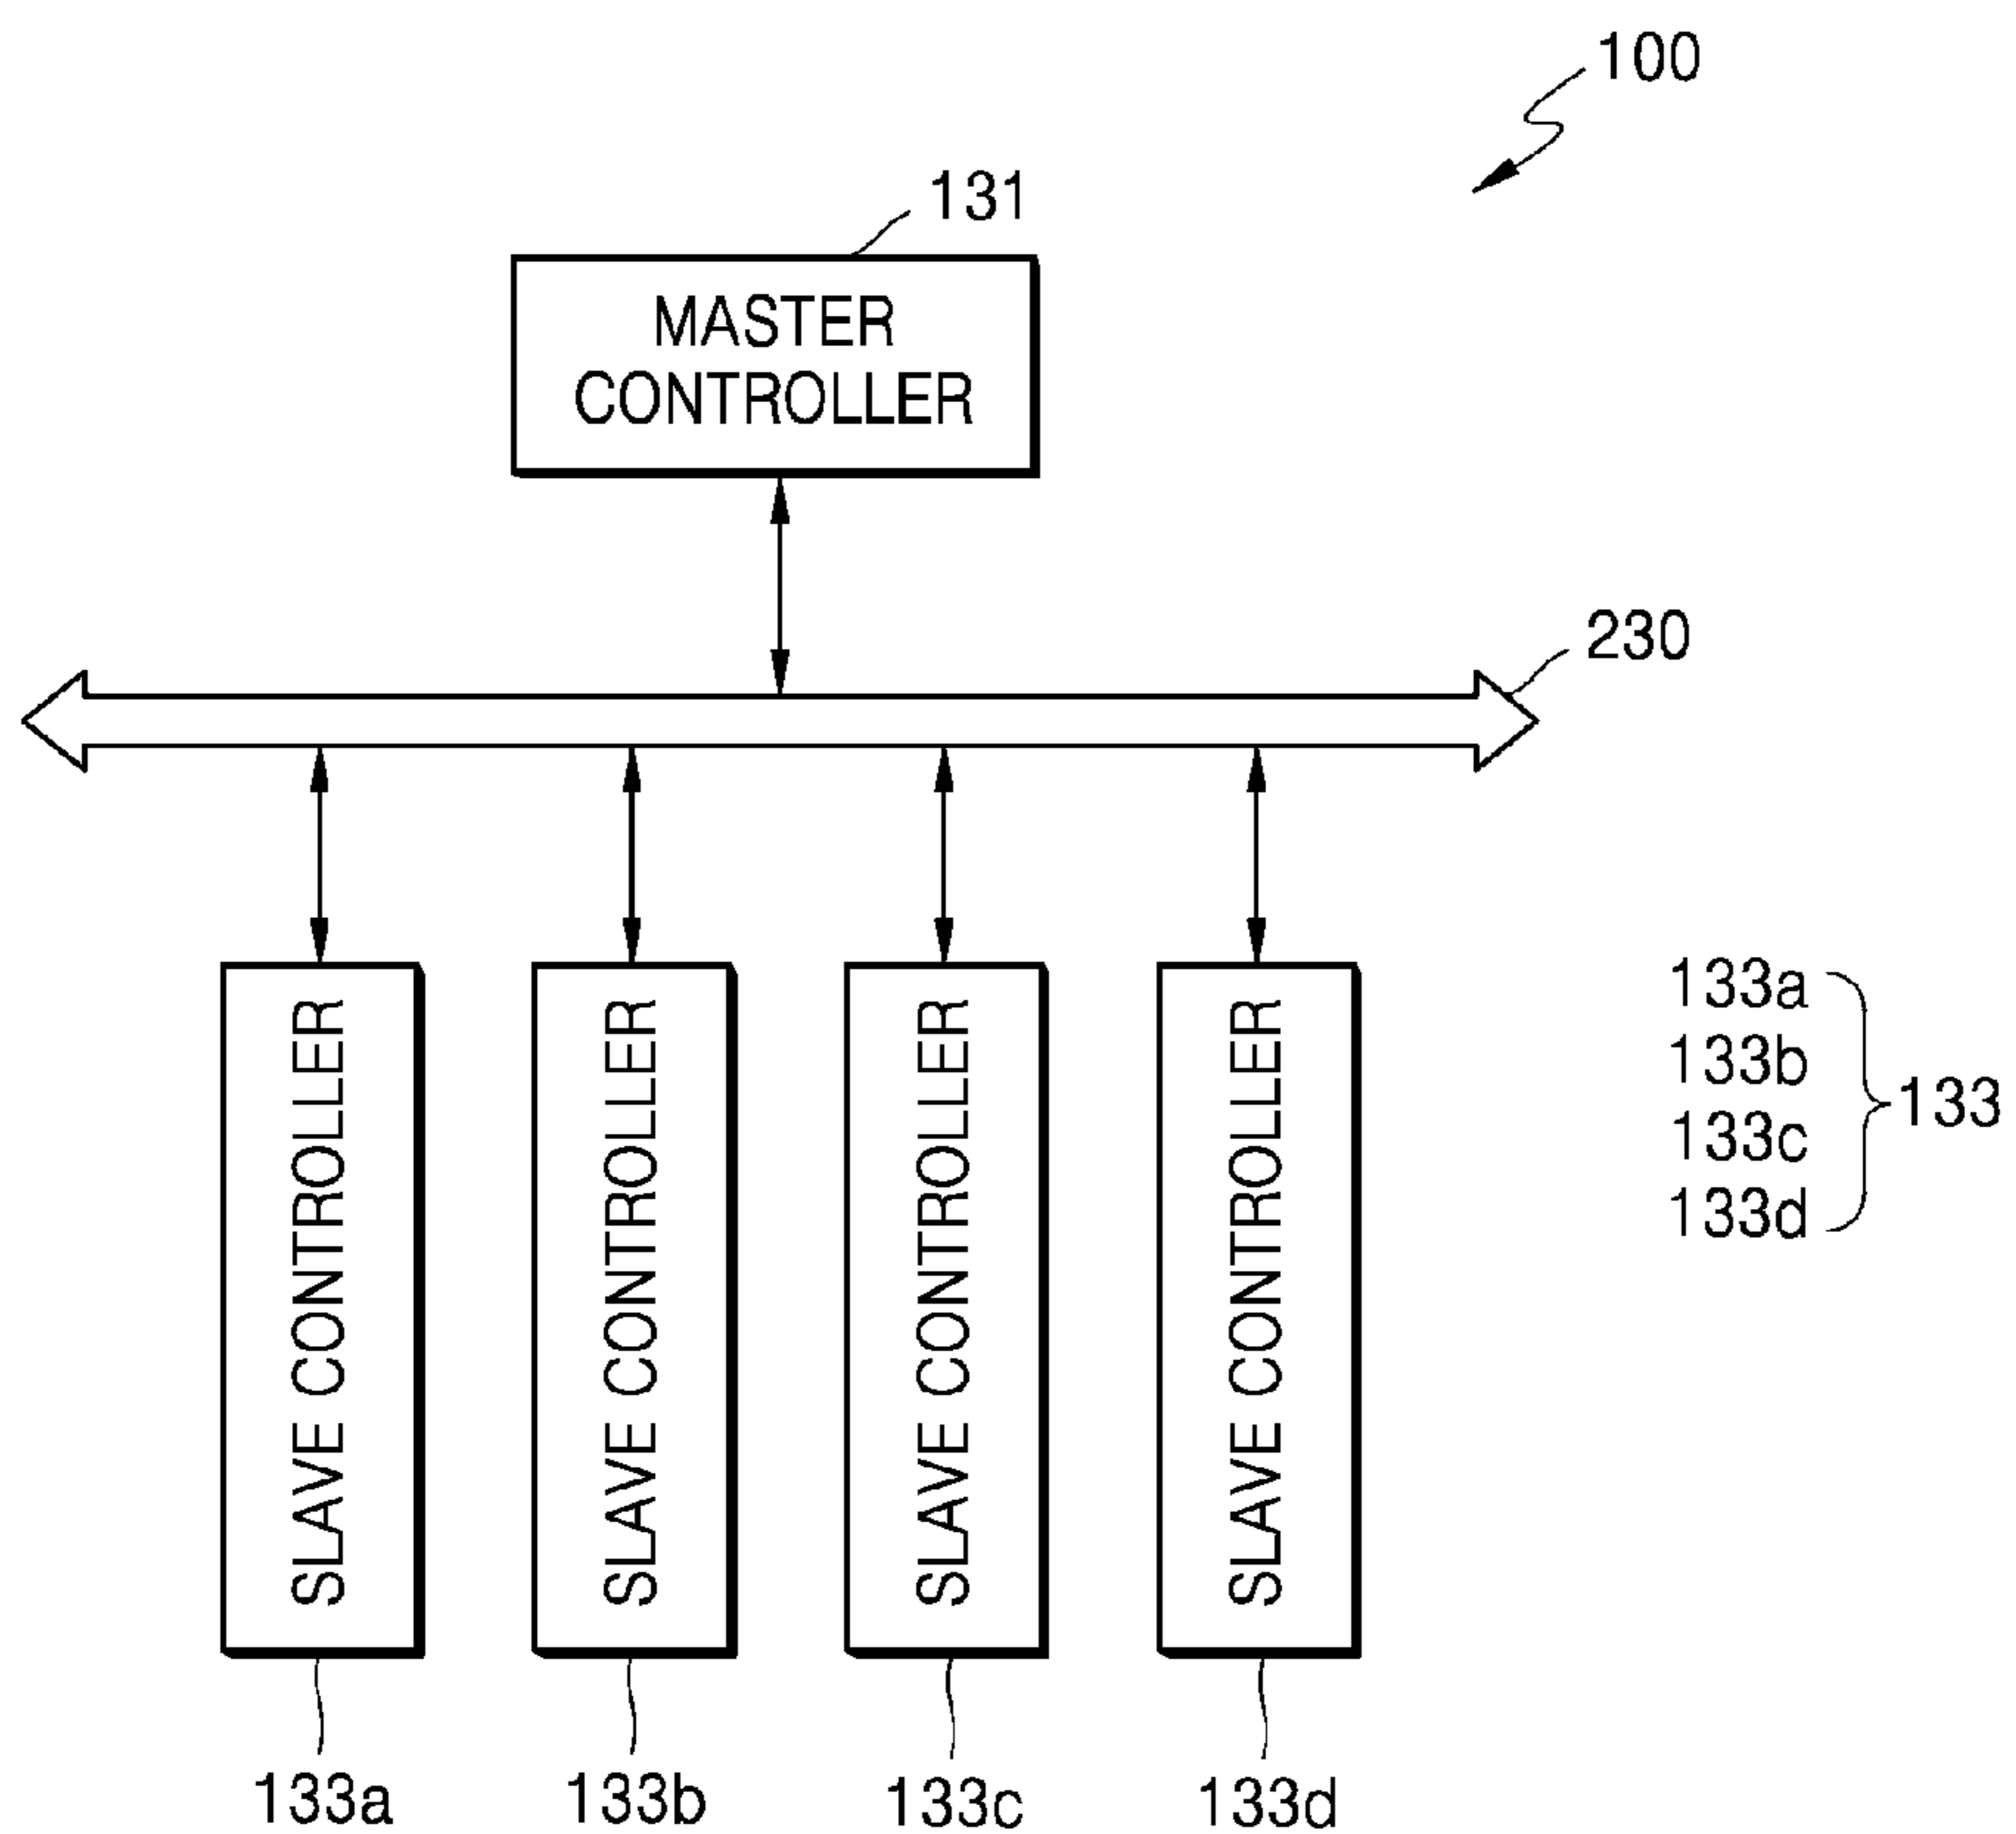 100
131
MASTER
CONTROLLER
230
SLAVE CONTROLLER
SLAVE CONTROLLER
SLAVE CONTROLLER
SLAVE CONTROLLER
133a
133b
133c
133d
133
133a
133b
133c
133d